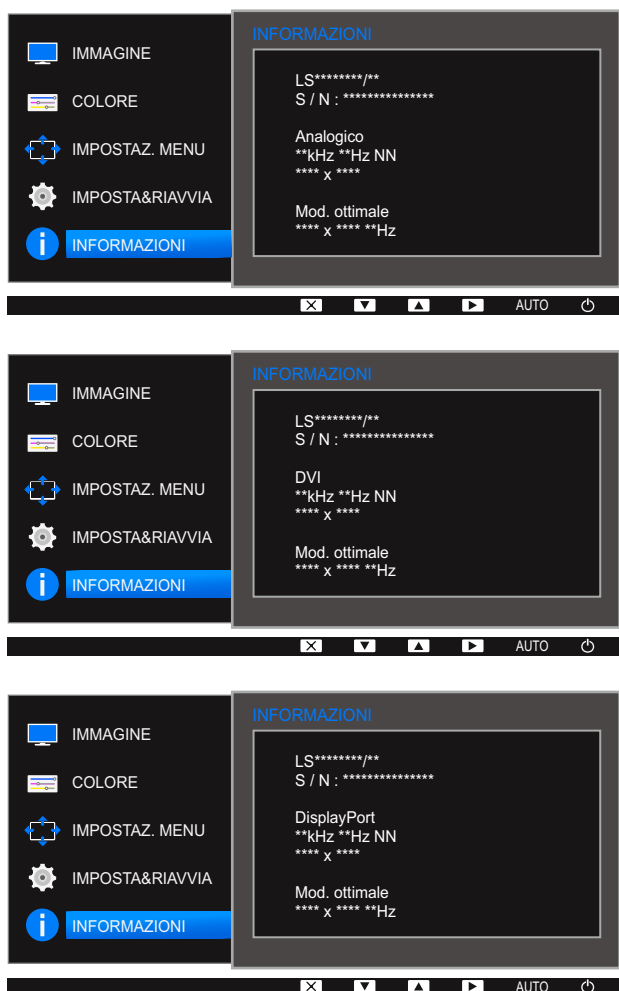 IMMAGINE
COLORE
IMPOSTAZ. MENU
IMPOSTA&RIAVVIA
INFORMAZIONI
INFORMAZIONI
LS********/**
S / N : ***************
Analogico
**kHz **Hz NN
**** x ****
Mod. ottimale
**** x **** **Hz
AUTO
IMMAGINE
COLORE
IMPOSTAZ. MENU
IMPOSTA&RIAVVIA
INFORMAZIONI
INFORMAZIONI
LS********/**
S / N : ***************
DVI
**kHz **Hz NN
**** x ****
Mod. ottimale
**** x **** **Hz
AUTO
IMMAGINE
COLORE
IMPOSTAZ. MENU
IMPOSTA&RIAVVIA
INFORMAZIONI
INFORMAZIONI
LS********/**
S / N : ***************
DisplayPort
**kHz **Hz NN
**** x ****
Mod. ottimale
**** x **** **Hz
AUTO